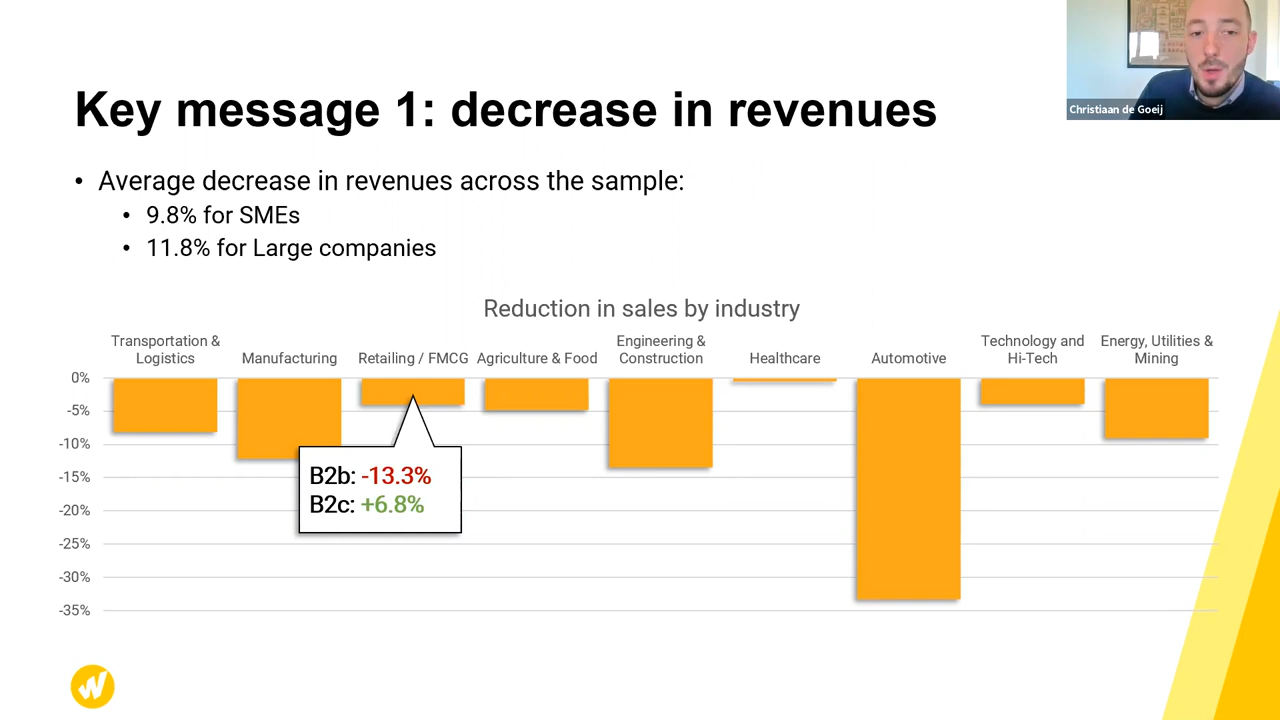 Christiaan de Goeij
Key message 1: decrease in revenues
• Average decrease in revenues across the sample:
• 9.8% for SMEs
• 11.8% for Large companies
Reduction in sales by industry
Transportation &
Logistics
Manufacturing
Retailing / FMCG
Agriculture & Food
Engineering &
Construction
Healthcare
Automotive
Technology and
Hi-Tech
Energy, Utilities &
Mining
0%
-5%
-10%
-15%
-20%
-25%
-30%
-35%
B2b: -13.3%
B2c: +6.8%
W